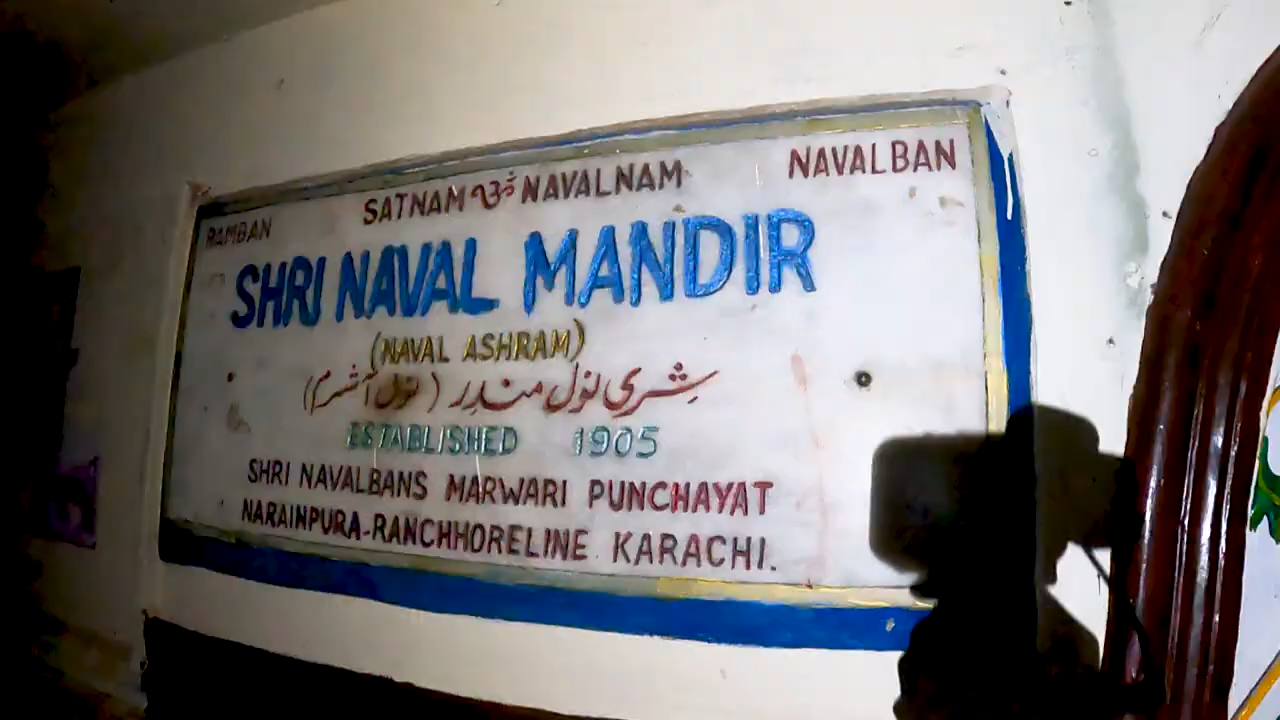 RAMBAN SATNAM ॐ NAVALNAM NAVALBAN
SHRI NAVAL MANDIR
(NAVAL ASHRAM)
شری نول مندر ( نول آشرم )
ESTABLISHED 1905
SHRI NAVALBANS MARWARI PUNCHAYAT
NARAINPURA-RANCHHORELINE KARACHI.